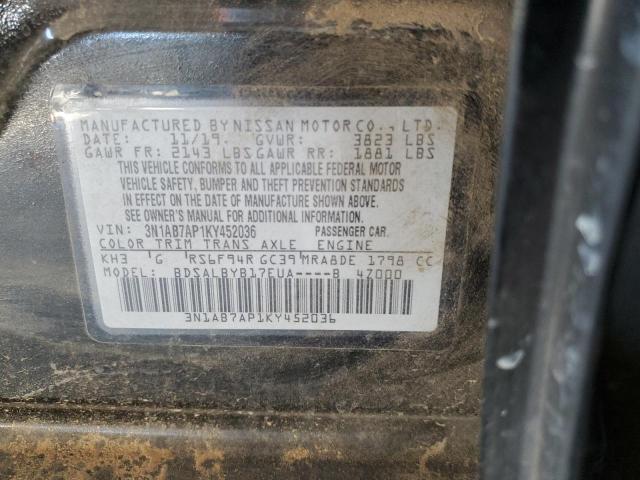 MANUFACTURED BY NISSAN MOTOR CO., LTD.
DATE: 11/19 GVWR: 3823 LBS
GAWR FR: 2143 LBS GAWR RR: 1881 LBS
THIS VEHICLE CONFORMS TO ALL APPLICABLE FEDERAL MOTOR
VEHICLE SAFETY, BUMPER AND THEFT PREVENTION STANDARDS
IN EFFECT ON THE DATE OF MANUFACTURE SHOWN ABOVE.
SEE OWNER'S MANUAL FOR ADDITIONAL INFORMATION.
VIN: 3N1AB7AP1KY452036 PASSENGER CAR.
COLOR TRIM TRANS AXLE ENGINE
KH3 G RS6F94R GC39 MRA8DE 1798 CC
MODEL: BDSALBYB17EUA----B 47000
3N1AB7AP1KY452036